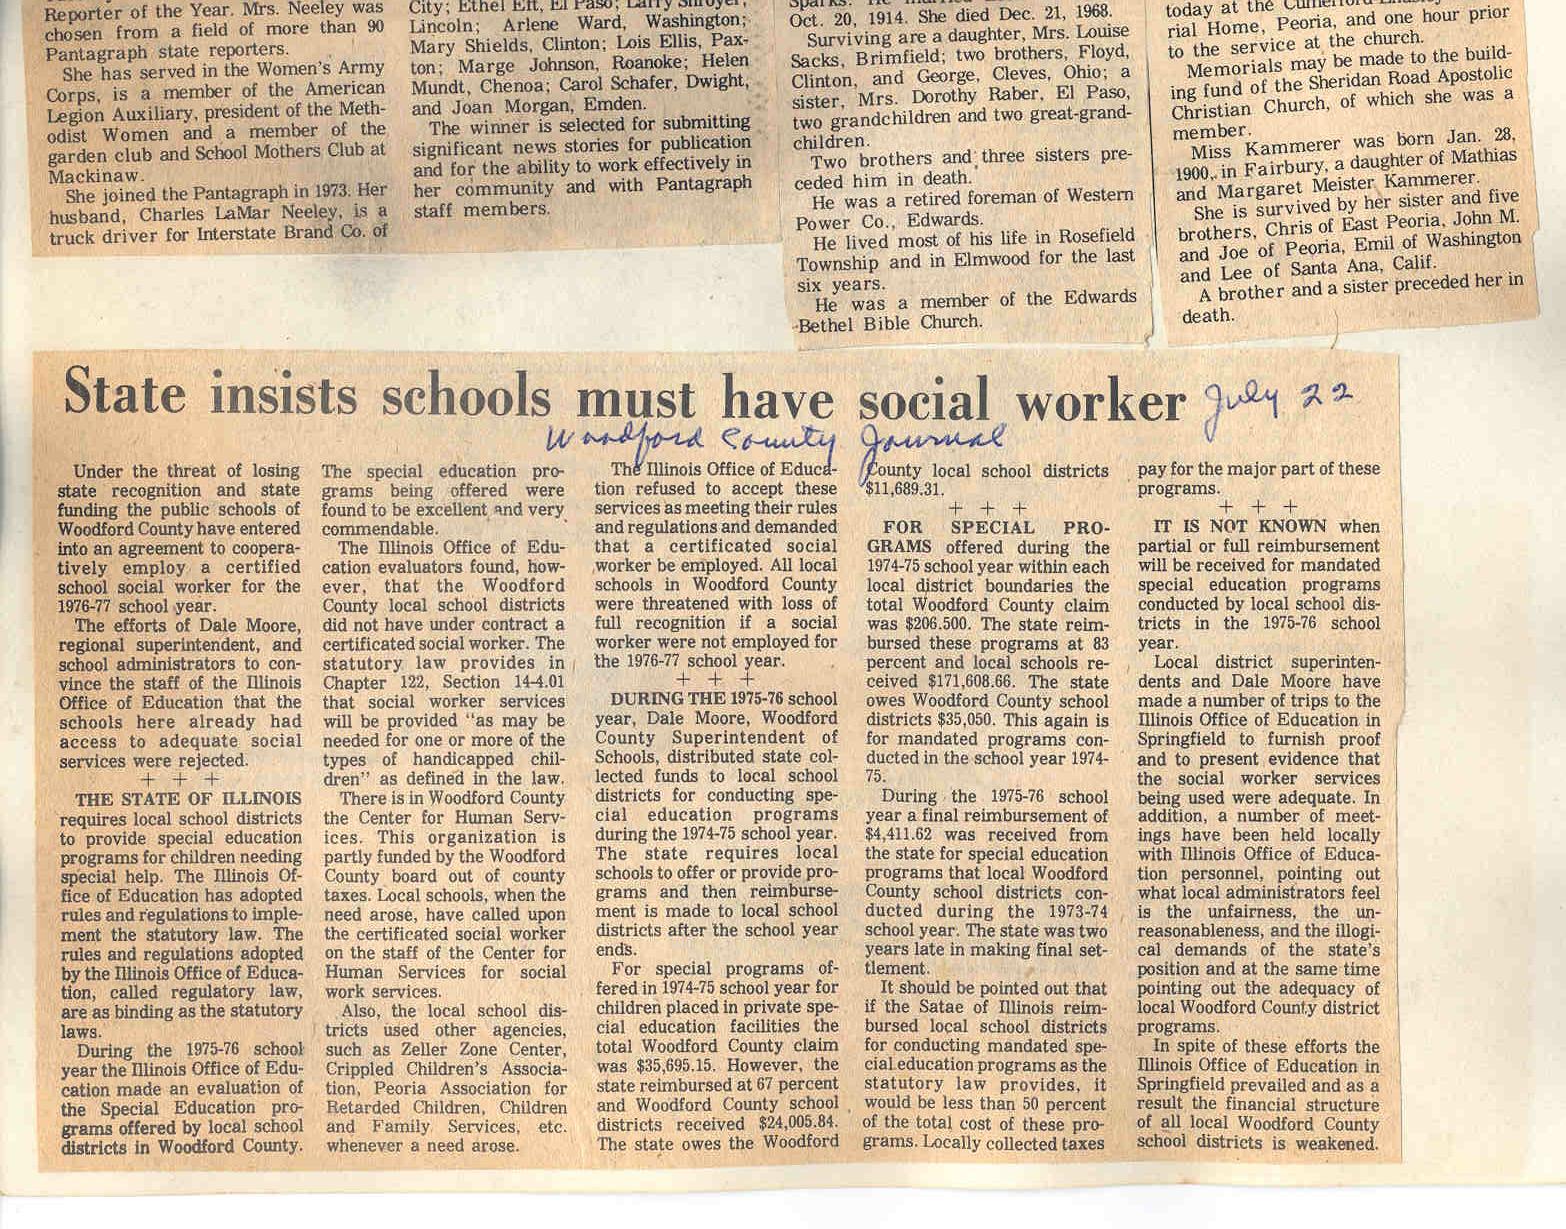 Reporter of the Year. Mrs. Neeley was
chosen from a field of more than 90
Pantagraph state reporters.
She has served in the Women's Army
Corps, is a member of the American
Legion Auxiliary, president of the Meth-
odist Women and a member of the
garden club and School Mothers Club at
Mackinaw.
She joined the Pantagraph in 1973. Her
husband, Charles LaMar Neeley, is a
truck driver for Interstate Brand Co. of
City; Ethel Eft, El Paso; Larry Shroyer,
Lincoln; Arlene Ward, Washington;
Mary Shields, Clinton; Lois Ellis, Pax-
ton; Marge Johnson, Roanoke; Helen
Mundt, Chenoa; Carol Schafer, Dwight,
and Joan Morgan, Emden.
The winner is selected for submitting
significant news stories for publication
and for the ability to work effectively in
her community and with Pantagraph
staff members.
Oct. 20, 1914. She died Dec. 21, 1968.
Surviving are a daughter, Mrs. Louise
Sacks, Brimfield; two brothers, Floyd,
Clinton, and George, Cleves, Ohio; a
sister, Mrs. Dorothy Raber, El Paso,
two grandchildren and two great-grand-
children.
Two brothers and three sisters pre-
ceded him in death.
He was a retired foreman of Western
Power Co., Edwards.
He lived most of his life in Rosefield
Township and in Elmwood for the last
six years.
He was a member of the Edwards
Bethel Bible Church.
today at the
rial Home, Peoria, and one hour prior
to the service at the church.
Memorials may be made to the build-
ing fund of the Sheridan Road Apostolic
Christian Church, of which she was a
member.
Miss Kammerer was born Jan. 28,
1900, in Fairbury, a daughter of Mathias
and Margaret Meister Kammerer.
She is survived by her sister and five
brothers, Chris of East Peoria, John M.
and Joe of Peoria, Emil of Washington
and Lee of Santa Ana, Calif.
A brother and a sister preceded her in
death.
State insists schools must have social worker July 22
Woodford County Journal
Under the threat of losing
state recognition and state
funding the public schools of
Woodford County have entered
into an agreement to coopera-
tively employ a certified
school social worker for the
1976-77 school year.
The efforts of Dale Moore,
regional superintendent, and
school administrators to con-
vince the staff of the Illinois
Office of Education that the
schools here already had
access to adequate social
services were rejected.
+ + +
THE STATE OF ILLINOIS
requires local school districts
to provide special education
programs for children needing
special help. The Illinois Of-
fice of Education has adopted
rules and regulations to imple-
ment the statutory law. The
rules and regulations adopted
by the Illinois Office of Educa-
tion, called regulatory law,
are as binding as the statutory
laws.
During the 1975-76 school
year the Illinois Office of Edu-
cation made an evaluation of
the Special Education pro-
grams offered by local school
districts in Woodford County.
The special education pro-
grams being offered were
found to be excellent and very
commendable.
The Illinois Office of Edu-
cation evaluators found, how-
ever, that the Woodford
County local school districts
did not have under contract a
certificated social worker. The
statutory law provides in
Chapter 122, Section 14-4.01
that social worker services
will be provided "as may be
needed for one or more of the
types of handicapped chil-
dren" as defined in the law.
There is in Woodford County
the Center for Human Serv-
ices. This organization is
partly funded by the Woodford
County board out of county
taxes. Local schools, when the
need arose, have called upon
the certificated social worker
on the staff of the Center for
Human Services for social
work services.
Also, the local school dis-
tricts used other agencies,
such as Zeller Zone Center,
Crippled Children's Associa-
tion, Peoria Association for
Retarded Children, Children
and Family Services, etc.
whenever a need arose.
The Illinois Office of Educa-
tion refused to accept these
services as meeting their rules
and regulations and demanded
that a certificated social
worker be employed. All local
schools in Woodford County
were threatened with loss of
full recognition if a social
worker were not employed for
the 1976-77 school year.
+ + +
DURING THE 1975-76 school
year, Dale Moore, Woodford
County Superintendent of
Schools, distributed state col-
lected funds to local school
districts for conducting spe-
cial education programs
during the 1974-75 school year.
The state requires local
schools to offer or provide pro-
grams and then reimburse-
ment is made to local school
districts after the school year
ends.
For special programs of-
fered in 1974-75 school year for
children placed in private spe-
cial education facilities the
total Woodford County claim
was $35,695.15. However, the
state reimbursed at 67 percent
and Woodford County school
districts received $24,005.84.
The state owes the Woodford
County local school districts
$11,689.31.
+ + +
FOR SPECIAL PRO-
GRAMS offered during the
1974-75 school year within each
local district boundaries the
total Woodford County claim
was $206.500. The state reim-
bursed these programs at 83
percent and local schools re-
ceived $171,608.66. The state
owes Woodford County school
districts $35,050. This again is
for mandated programs con-
ducted in the school year 1974-
75.
During the 1975-76 school
year a final reimbursement of
$4,411.62 was received from
the state for special education
programs that local Woodford
County school districts con-
ducted during the 1973-74
school year. The state was two
years late in making final set-
tlement.
It should be pointed out that
if the Satae of Illinois reim-
bursed local school districts
for conducting mandated spe-
cial education programs as the
statutory law provides, it
would be less than 50 percent
of the total cost of these pro-
grams. Locally collected taxes
pay for the major part of these
programs.
+ + +
IT IS NOT KNOWN when
partial or full reimbursement
will be received for mandated
special education programs
conducted by local school dis-
tricts in the 1975-76 school
year.
Local district superinten-
dents and Dale Moore have
made a number of trips to the
Illinois Office of Education in
Springfield to furnish proof
and to present evidence that
the social worker services
being used were adequate. In
addition, a number of meet-
ings have been held locally
with Illinois Office of Educa-
tion personnel, pointing out
what local administrators feel
is the unfairness, the un-
reasonableness, and the illogi-
cal demands of the state's
position and at the same time
pointing out the adequacy of
local Woodford County district
programs.
In spite of these efforts the
Illinois Office of Education in
Springfield prevailed and as a
result the financial structure
of all local Woodford County
school districts is weakened.